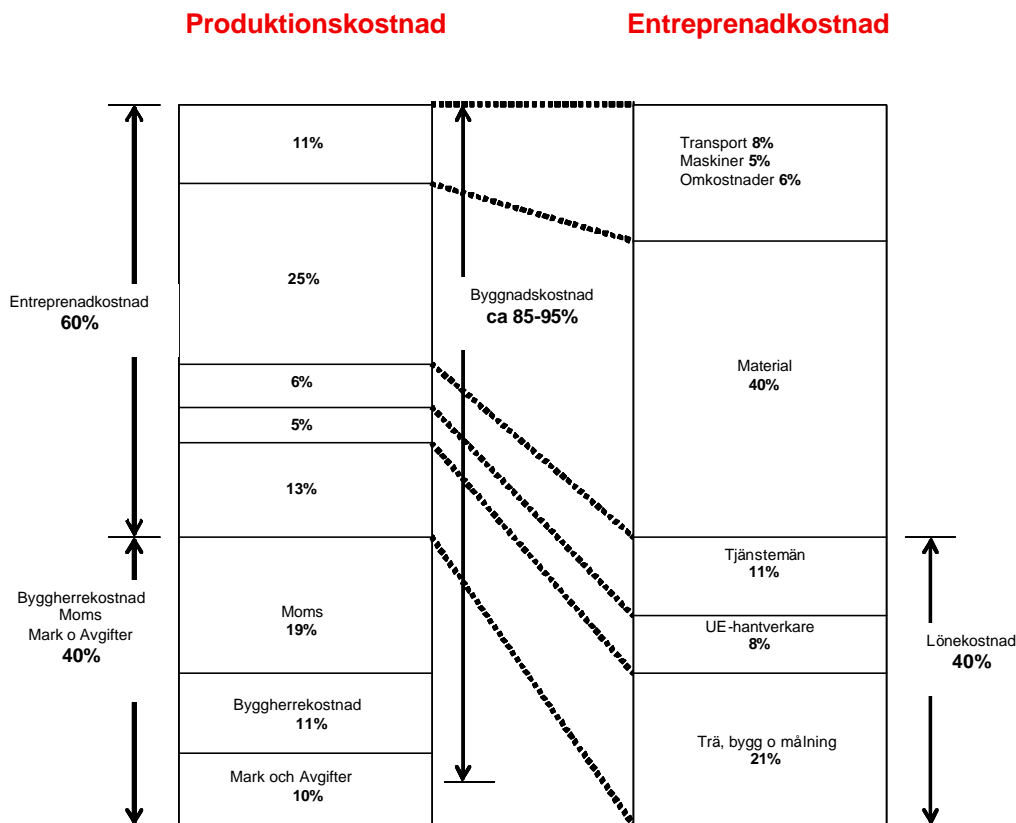 Produktionskostnad
Entreprenadkostnad
11%
25%
6%
5%
13%
Moms
19%
Byggherrekostnad
11%
Mark och Avgifter
10%
Entreprenadkostnad
60%
Byggherrekostnad
Moms
Mark o Avgifter
40%
Byggnadskostnad
ca 85-95%
Transport 8%
Maskiner 5%
Omkostnader 6%
Material
40%
Tjänstemän
11%
UE-hantverkare
8%
Trä, bygg o målning
21%
Lönekostnad
40%